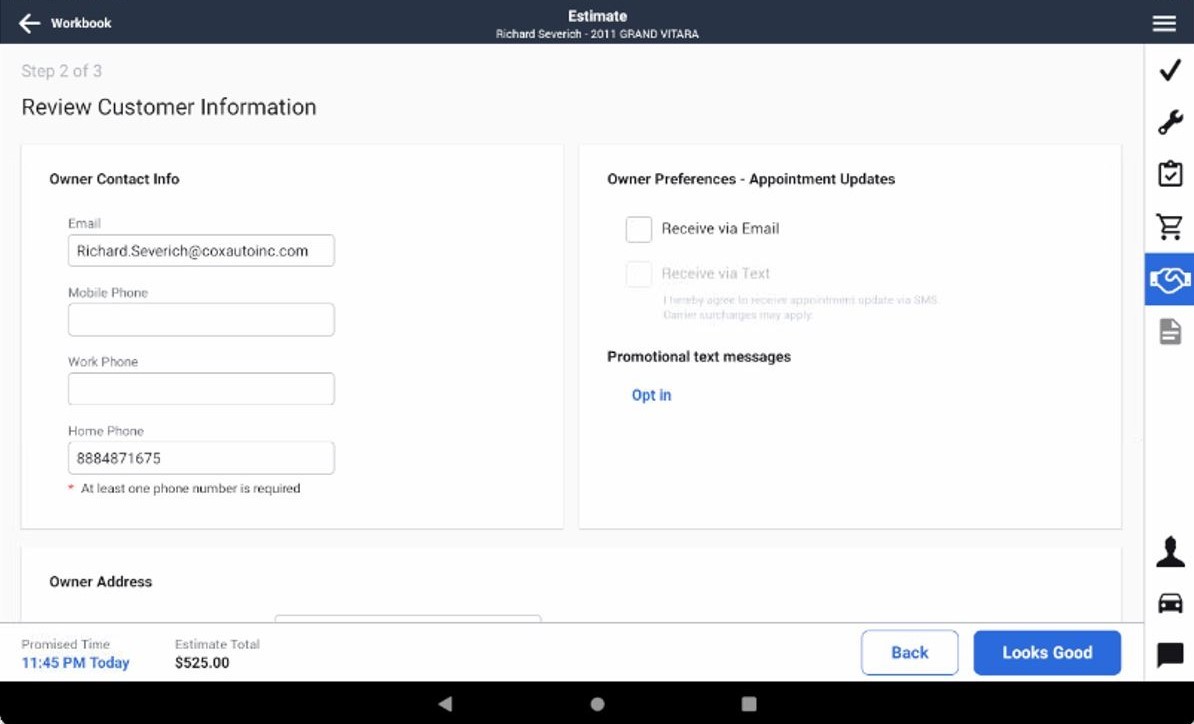 Workbook
Estimate
Richard Severich - 2011 GRAND VITARA
Step 2 of 3
Review Customer Information
Owner Contact Info
Email
Richard.Severich@coxautoinc.com
Mobile Phone
Work Phone
Home Phone
8884871675
* At least one phone number is required
Owner Preferences - Appointment Updates
Receive via Email
Receive via Text
I hereby agree to receive appointment update via SMS.
Carrier surcharges may apply.
Promotional text messages
Opt in
Owner Address
Promised Time
11:45 PM Today
Estimate Total
$525.00
Back
Looks Good